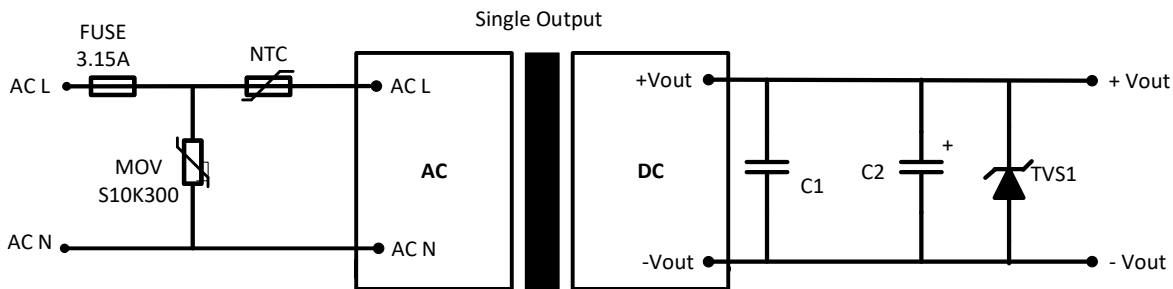 Single Output
FUSE
3.15A
NTC
AC L
AC L
+Vout
+ Vout
MOV
S10K300
AC
DC
C1
C2
+
TVS1
AC N
AC N
-Vout
- Vout